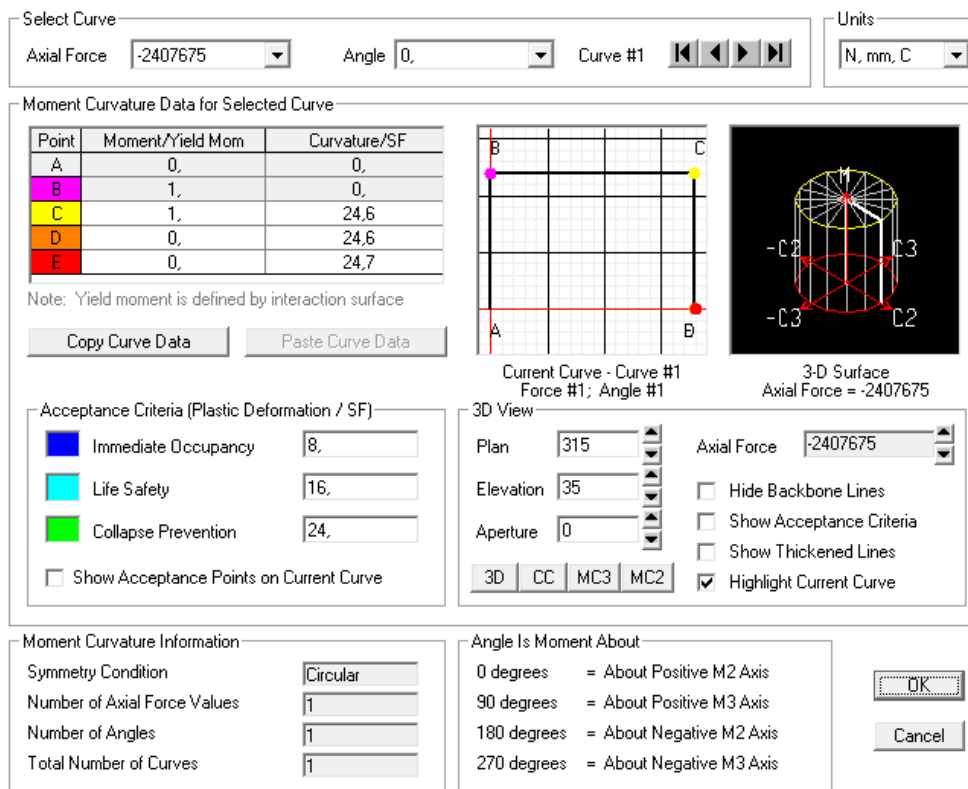 Select Curve
Units
Axial Force -2407675 Angle 0, Curve #1 N, mm, C
Moment Curvature Data for Selected Curve
Point Moment/Yield Mom Curvature/SF
A 0, 0,
B 1, 0,
C 1, 24,6
D 0, 24,6
E 0, 24,7
Note: Yield moment is defined by interaction surface
Copy Curve Data Paste Curve Data
B C
A D
Current Curve - Curve #1
Force #1; Angle #1
M
-C2 C3
-C3 C2
3-D Surface
Axial Force = -2407675
Acceptance Criteria (Plastic Deformation / SF)
Immediate Occupancy 8,
Life Safety 16,
Collapse Prevention 24,
Show Acceptance Points on Current Curve
3D View
Plan 315
Elevation 35
Aperture 0
3D CC MC3 MC2
Axial Force -2407675
Hide Backbone Lines
Show Acceptance Criteria
Show Thickened Lines
Highlight Current Curve
Moment Curvature Information
Symmetry Condition Circular
Number of Axial Force Values 1
Number of Angles 1
Total Number of Curves 1
Angle Is Moment About
0 degrees = About Positive M2 Axis
90 degrees = About Positive M3 Axis
180 degrees = About Negative M2 Axis
270 degrees = About Negative M3 Axis
OK
Cancel